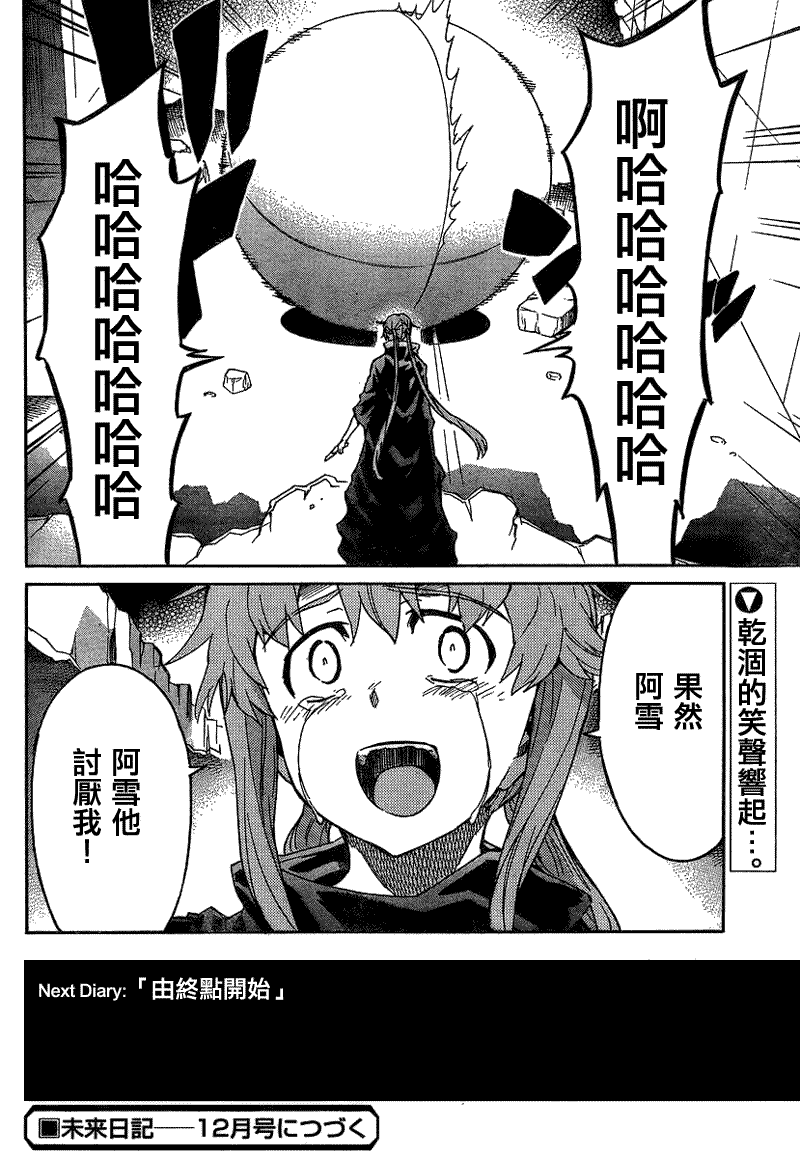 啊哈哈哈哈哈哈
哈哈哈哈哈哈哈哈
乾涸的笑聲響起…。
果然
阿雪
阿雪他
討厭我！
Next Diary:「由終點開始」
■未来日記──12月号につづく